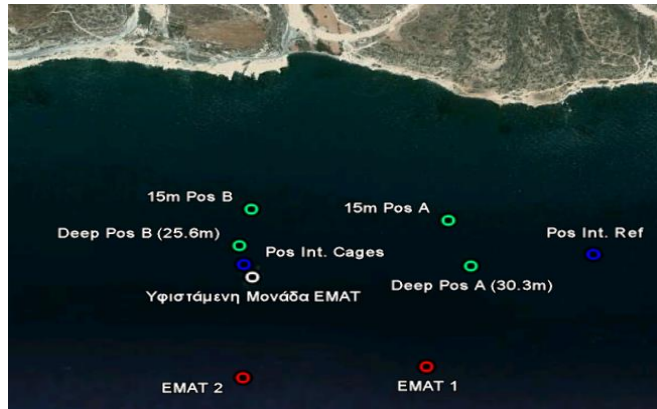 15m Pos B
15m Pos A
Deep Pos B (25.6m)
Pos Int. Ref
Pos Int. Cages
Deep Pos A (30.3m)
Υφιστάμενη Μονάδα ΕΜΑΤ
EMAT 1
EMAT 2